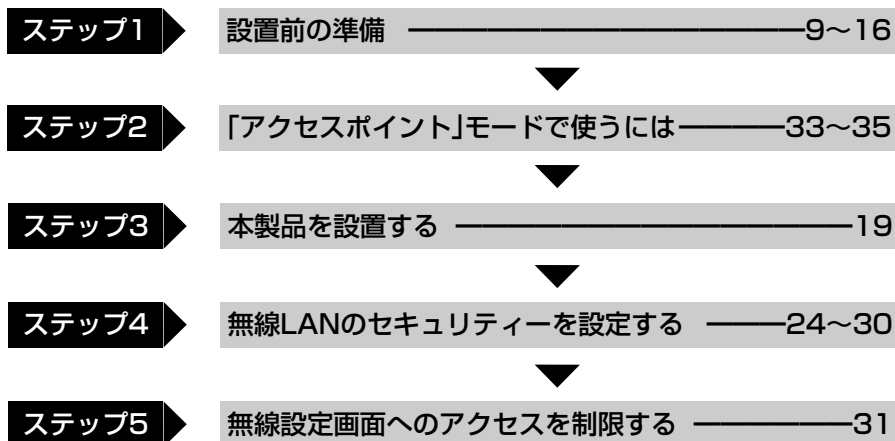 ステップ1 設置前の準備 ―――――――――――――――9〜16
ステップ2 「アクセスポイント」モードで使うには――――33〜35
ステップ3 本製品を設置する ―――――――――――――――19
ステップ4 無線LANのセキュリティーを設定する ―――24〜30
ステップ5 無線設定画面へのアクセスを制限する ――――――31